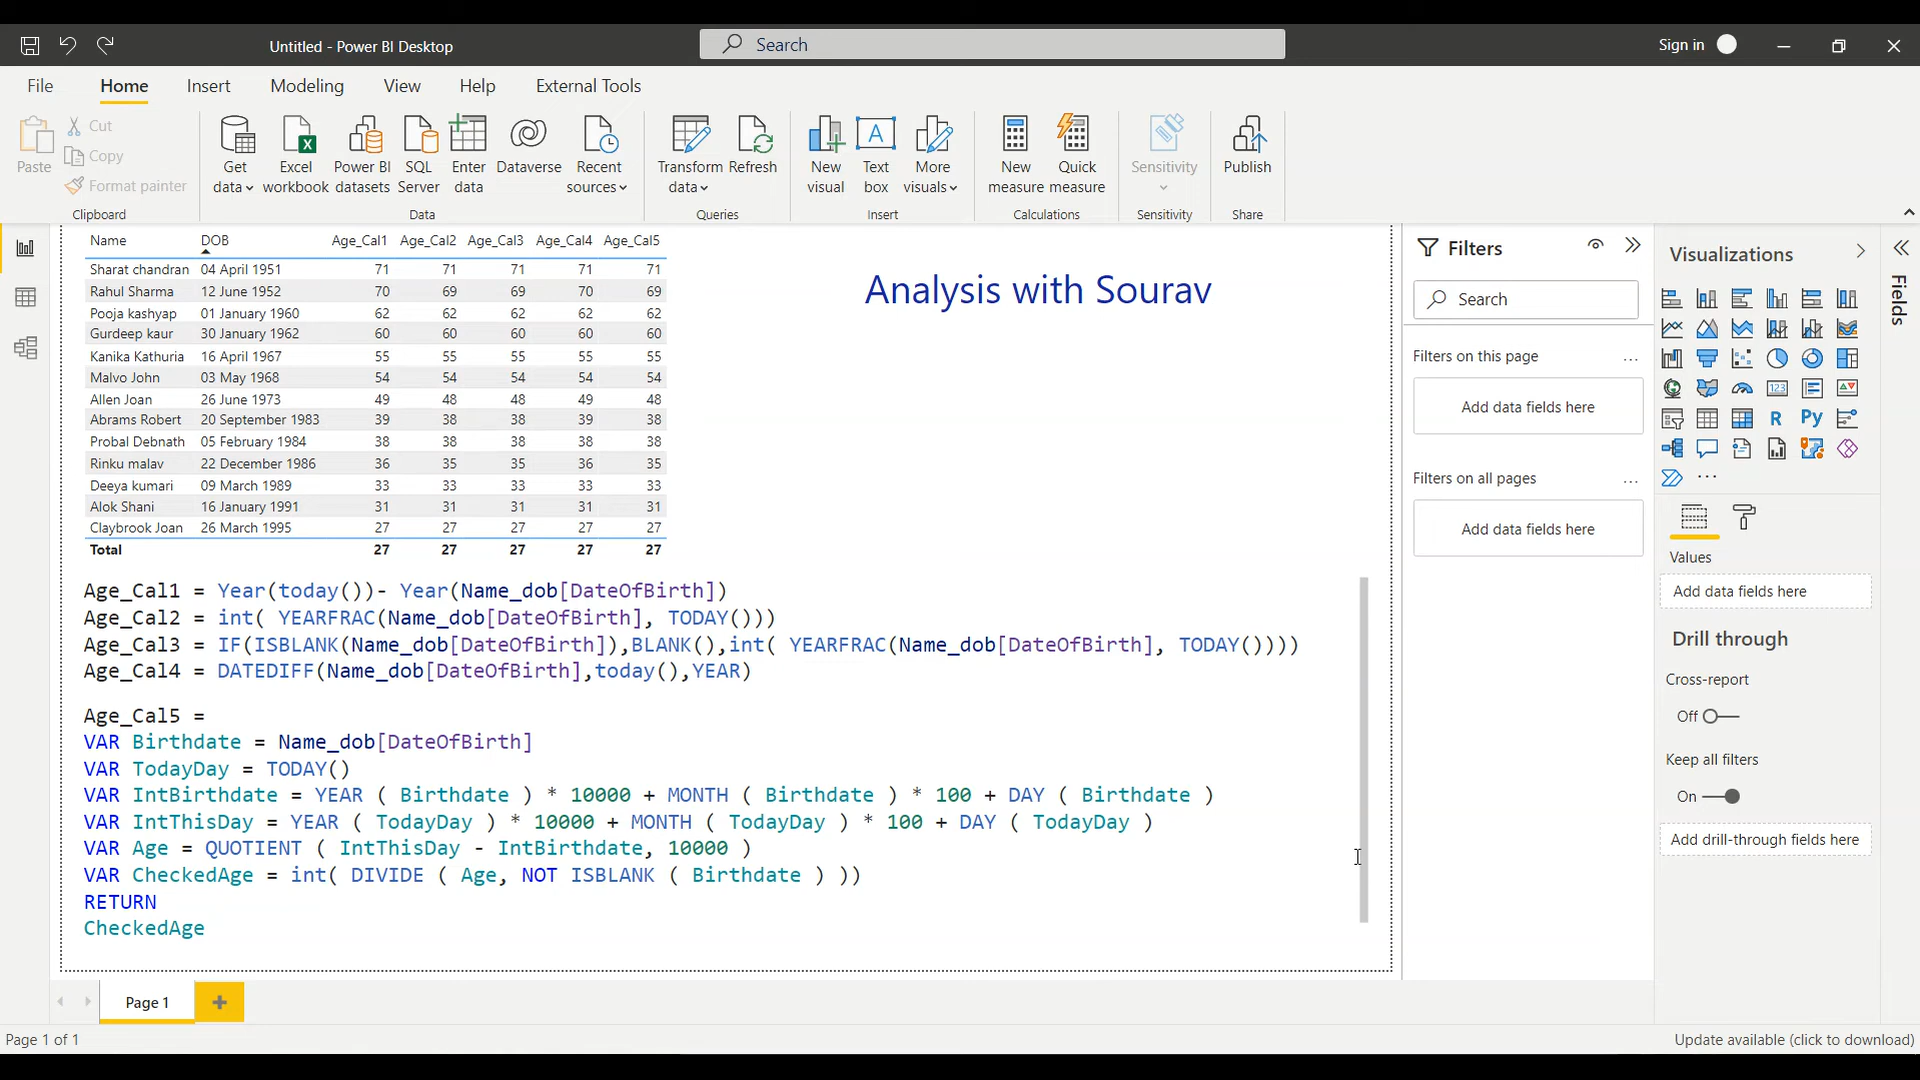 Untitled - Power BI Desktop
Search
Sign in
File Home Insert Modeling View Help External Tools
Paste
Cut
Copy
Format painter
Clipboard
Get data
Excel workbook
Power BI datasets
SQL Server
Enter data
Dataverse
Recent sources
Data
Transform data
Refresh
Queries
New visual
Text box
More visuals
Insert
New measure
Quick measure
Calculations
Sensitivity
Sensitivity
Publish
Share
Name DOB Age_Cal1 Age_Cal2 Age_Cal3 Age_Cal4 Age_Cal5
Sharat chandran 04 April 1951 71 71 71 71 71
Rahul Sharma 12 June 1952 70 69 69 70 69
Pooja kashyap 01 January 1960 62 62 62 62 62
Gurdeep kaur 30 January 1962 60 60 60 60 60
Kanika Kathuria 16 April 1967 55 55 55 55 55
Malvo John 03 May 1968 54 54 54 54 54
Allen Joan 26 June 1973 49 48 48 49 48
Abrams Robert 20 September 1983 39 38 38 39 38
Probal Debnath 05 February 1984 38 38 38 38 38
Rinku malav 22 December 1986 36 35 35 36 35
Deeya kumari 09 March 1989 33 33 33 33 33
Alok Shani 16 January 1991 31 31 31 31 31
Claybrook Joan 26 March 1995 27 27 27 27 27
Total 27 27 27 27 27
Analysis with Sourav
Age_Cal1 = Year(today())- Year(Name_dob[DateOfBirth])
Age_Cal2 = int( YEARFRAC(Name_dob[DateOfBirth], TODAY()))
Age_Cal3 = IF(ISBLANK(Name_dob[DateOfBirth]),BLANK(),int( YEARFRAC(Name_dob[DateOfBirth], TODAY())))
Age_Cal4 = DATEDIFF(Name_dob[DateOfBirth],today(),YEAR)
Age_Cal5 =
VAR Birthdate = Name_dob[DateOfBirth]
VAR TodayDay = TODAY()
VAR IntBirthdate = YEAR ( Birthdate ) * 10000 + MONTH ( Birthdate ) * 100 + DAY ( Birthdate )
VAR IntThisDay = YEAR ( TodayDay ) * 10000 + MONTH ( TodayDay ) * 100 + DAY ( TodayDay )
VAR Age = QUOTIENT ( IntThisDay - IntBirthdate, 10000 )
VAR CheckedAge = int( DIVIDE ( Age, NOT ISBLANK ( Birthdate ) ))
RETURN
CheckedAge
Filters
Search
Filters on this page ...
Add data fields here
Filters on all pages ...
Add data fields here
Visualizations
R Py
123
...
Values
Add data fields here
Drill through
Cross-report
Off
Keep all filters
On
Add drill-through fields here
Fields
Page 1
Page 1 of 1
Update available (click to download)